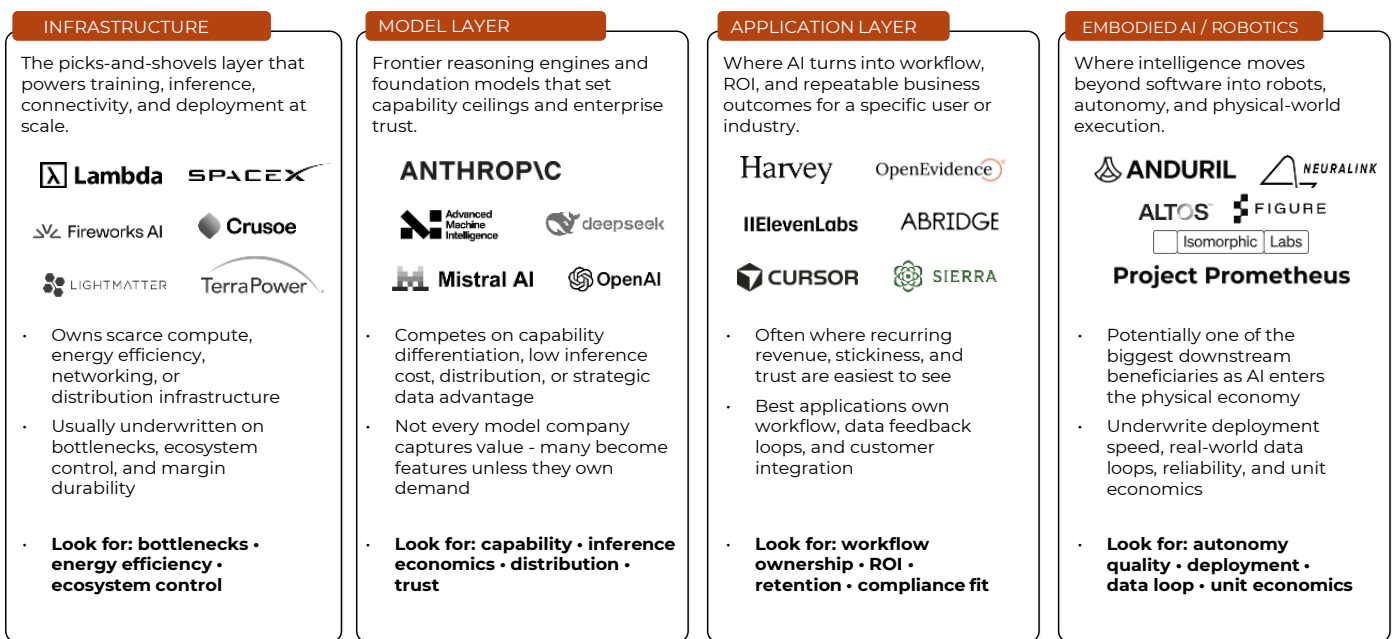 INFRASTRUCTURE
The picks-and-shovels layer that
powers training, inference,
connectivity, and deployment at
scale.
Lambda
SPACEX
Fireworks AI
Crusoe
LIGHTMATTER
TerraPower
• Owns scarce compute,
energy efficiency,
networking, or
distribution infrastructure
• Usually underwritten on
bottlenecks, ecosystem
control, and margin
durability
• Look for: bottlenecks •
energy efficiency •
ecosystem control
MODEL LAYER
Frontier reasoning engines and
foundation models that set
capability ceilings and enterprise
trust.
ANTHROP\C
Advanced
Machine
Intelligence
deepseek
Mistral AI
OpenAI
• Competes on capability
differentiation, low inference
cost, distribution, or strategic
data advantage
• Not every model company
captures value - many become
features unless they own
demand
• Look for: capability • inference
economics • distribution •
trust
APPLICATION LAYER
Where AI turns into workflow,
ROI, and repeatable business
outcomes for a specific user or
industry.
Harvey
OpenEvidence
IIElevenLabs
ABRIDGE
CURSOR
SIERRA
• Often where recurring
revenue, stickiness, and
trust are easiest to see
• Best applications own
workflow, data feedback
loops, and customer
integration
• Look for: workflow
ownership • ROI •
retention • compliance fit
EMBODIED AI / ROBOTICS
Where intelligence moves
beyond software into robots,
autonomy, and physical-world
execution.
ANDURIL
NEURALINK
ALTOS
FIGURE
Isomorphic Labs
Project Prometheus
• Potentially one of the
biggest downstream
beneficiaries as AI enters
the physical economy
• Underwrite deployment
speed, real-world data
loops, reliability, and unit
economics
• Look for: autonomy
quality • deployment •
data loop • unit economics